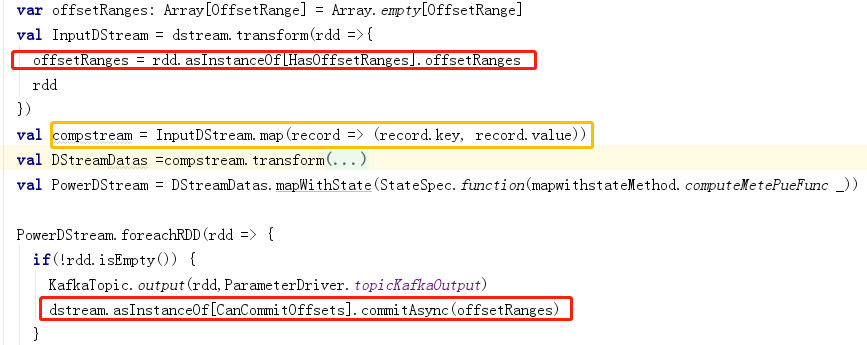 var offsetRanges: Array[OffsetRange] = Array.empty[OffsetRange]
val InputDStream = dstream.transform(rdd =>{
  offsetRanges = rdd.asInstanceOf[HasOffsetRanges].offsetRanges
  rdd
})
val compstream = InputDStream.map(record => (record.key, record.value))
val DStreamDatas =compstream.transform(...)
val PowerDStream = DStreamDatas.mapWithState(StateSpec.function(mapwithstateMethod.computeMetePueFunc _))
PowerDStream.foreachRDD(rdd => {
  if(!rdd.isEmpty()) {
    KafkaTopic.output(rdd,ParameterDriver.topicKafkaOutput)
    dstream.asInstanceOf[CanCommitOffsets].commitAsync(offsetRanges)
  }